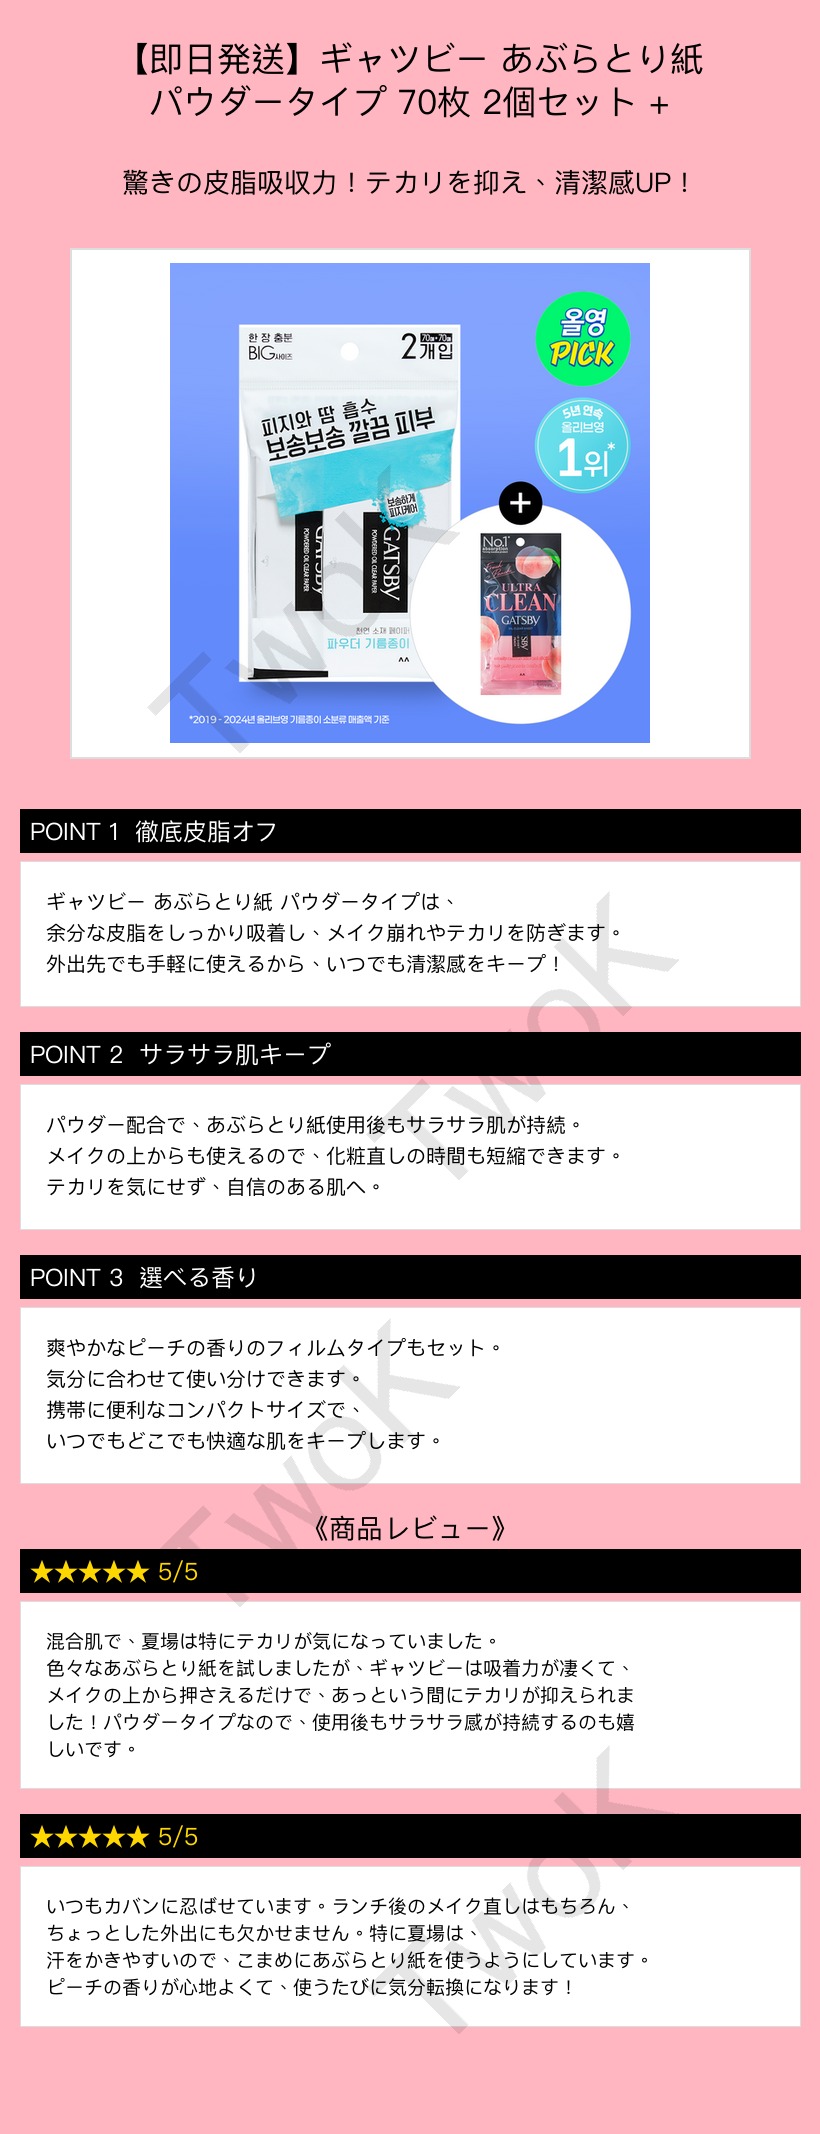 【即日発送】ギャツビー あぶらとり紙
パウダータイプ 70枚 2個セット +
驚きの皮脂吸収力！テカリを抑え、清潔感UP！
한 장 충분
BIG사이즈
2개입
70매+70매
피지와 땀 흡수
보송보송 깔끔 피부
보송하게
피지케어
GATSBY
POWDERED OIL CLEAR PAPER
GATSBY
POWDERED OIL CLEAR PAPER
천연 소재 페이퍼
파우더 기름종이
올영
PICK
5년 연속
올리브영
1위*
+
No.1*
absorption
ULTRA
CLEAN
GATSBY
*2019 - 2024년 올리브영 기름종이 소분류 매출액 기준
TwoK
POINT 1 徹底皮脂オフ
ギャツビー あぶらとり紙 パウダータイプは、
余分な皮脂をしっかり吸着し、メイク崩れやテカリを防ぎます。
外出先でも手軽に使えるから、いつでも清潔感をキープ！
TwoK
POINT 2 サラサラ肌キープ
パウダー配合で、あぶらとり紙使用後もサラサラ肌が持続。
メイクの上からも使えるので、化粧直しの時間も短縮できます。
テカリを気にせず、自信のある肌へ。
POINT 3 選べる香り
爽やかなピーチの香りのフィルムタイプもセット。
気分に合わせて使い分けできます。
携帯に便利なコンパクトサイズで、
いつでもどこでも快適な肌をキープします。
TwoK
《商品レビュー》
★★★★★ 5/5
混合肌で、夏場は特にテカリが気になっていました。
色々なあぶらとり紙を試しましたが、ギャツビーは吸着力が凄くて、
メイクの上から押さえるだけで、あっという間にテカリが抑えられま
した！パウダータイプなので、使用後もサラサラ感が持続するのも嬉
しいです。
★★★★★ 5/5
いつもカバンに忍ばせています。ランチ後のメイク直しはもちろん、
ちょっとした外出にも欠かせません。特に夏場は、
汗をかきやすいので、こまめにあぶらとり紙を使うようにしています。
ピーチの香りが心地よくて、使うたびに気分転換になります！
TwoK